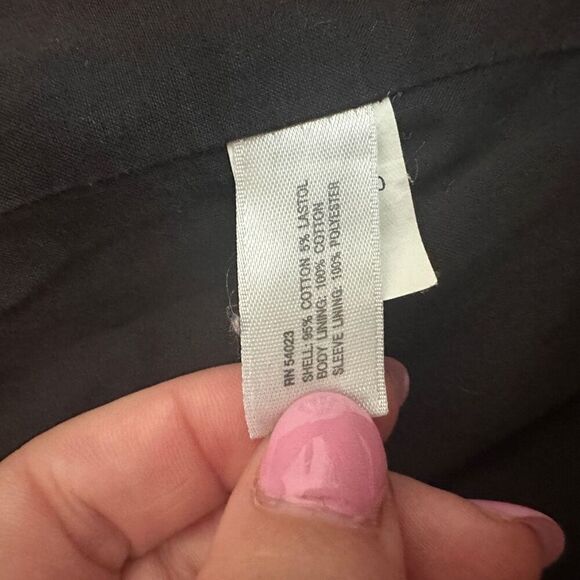 RN 54023
SHELL: 95% COTTON 5% LASTOL
BODY LINING: 100% COTTON
SLEEVE LINING: 100% POLYESTER